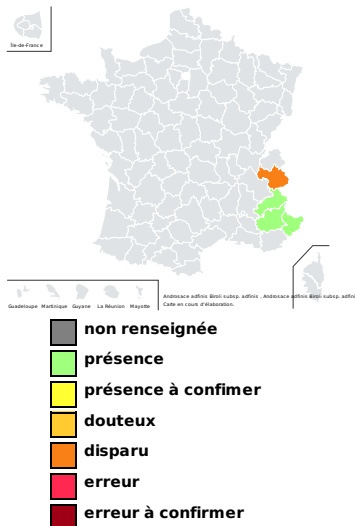 Île-de-France
Guadeloupe Martinique Guyane La Réunion Mayotte
Androsace adfinis Biroli subsp. adfinis , Androsace adfinis Biroli subsp. adfini
Carte en cours d'élaboration.
non renseignée
présence
présence à confimer
douteux
disparu
erreur
erreur à confirmer